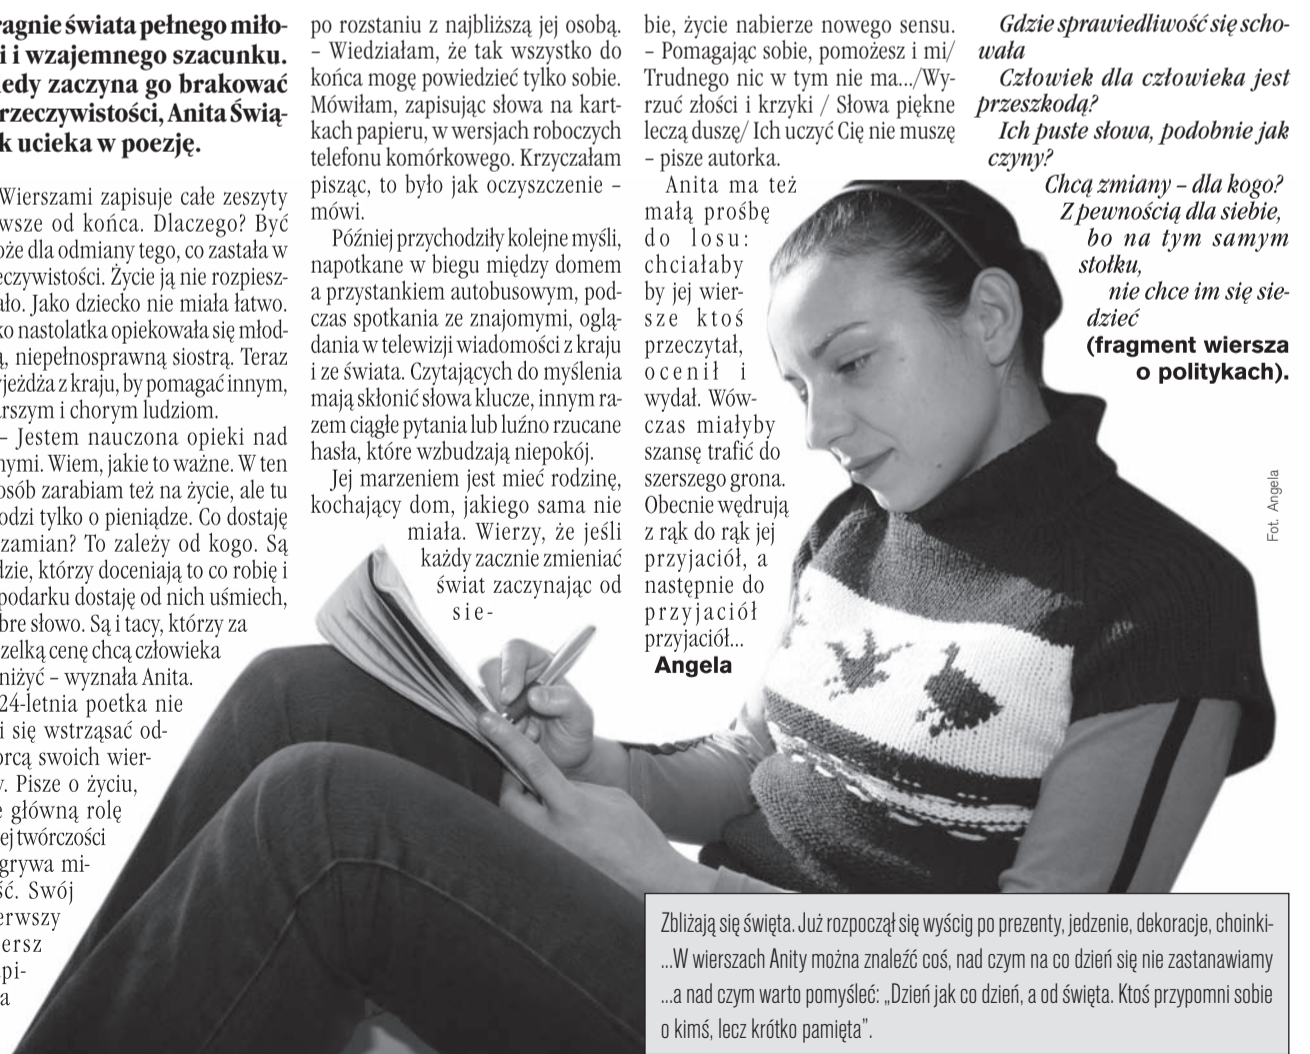 ragnie świata pełnego miło-
i i wzajemnego szacunku.
iedy zaczyna go brakować
rzeczywistości, Anita Świą-
k ucieka w poezję.
Wierszami zapisuje całe zeszyty
wsze od końca. Dlaczego? Być
oże dla odmiany tego, co zastała w
eczywistości. Życie ją nie rozpiesz-
ało. Jako dziecko nie miała łatwo.
ko nastolatka opiekowała się młod-
ą, niepełnosprawną siostrą. Teraz
yjeżdża z kraju, by pomagać innym,
arszym i chorym ludziom.
– Jestem nauczona opieki nad
nymi. Wiem, jakie to ważne. W ten
osób zarabiam też na życie, ale tu
odzi tylko o pieniądze. Co dostaję
zamian? To zależy od kogo. Są
dzie, którzy doceniają to co robię i
podarku dostaję od nich uśmiech,
bre słowo. Są i tacy, którzy za
zelką cenę chcą człowieka
niżyć – wyznała Anita.
24-letnia poetka nie
i się wstrząsać od-
orcą swoich wier-
y. Pisze o życiu,
e główną rolę
ej twórczości
grywa mi-
ść. Swój
erwszy
ersz
pi-
a
po rozstaniu z najbliższą jej osobą.
– Wiedziałam, że tak wszystko do
końca mogę powiedzieć tylko sobie.
Mówiłam, zapisując słowa na kart-
kach papieru, w wersjach roboczych
telefonu komórkowego. Krzyczałam
pisząc, to było jak oczyszczenie –
mówi.
Później przychodziły kolejne myśli,
napotkane w biegu między domem
a przystankiem autobusowym, pod-
czas spotkania ze znajomymi, oglą-
dania w telewizji wiadomości z kraju
i ze świata. Czytających do myślenia
mają skłonić słowa klucze, innym ra-
zem ciągłe pytania lub luźno rzucane
hasła, które wzbudzają niepokój.
Jej marzeniem jest mieć rodzinę,
kochający dom, jakiego sama nie
miała. Wierzy, że jeśli
każdy zacznie zmieniać
świat zaczynając od
sie-
bie, życie nabierze nowego sensu.
– Pomagając sobie, pomożesz i mi/
Trudnego nic w tym nie ma.../Wy-
rzuć złości i krzyki / Słowa piękne
leczą duszę/ Ich uczyć Cię nie muszę
– pisze autorka.
Anita ma też
małą prośbę
do losu:
chciałaby
by jej wier-
sze ktoś
przeczytał,
ocenił i
wydał. Wów-
czas miałyby
szansę trafić do
szerszego grona.
Obecnie wędrują
z rąk do rąk jej
przyjaciół, a
następnie do
przyjaciół
przyjaciół...
Angela
Gdzie sprawiedliwość się scho-
wała
Człowiek dla człowieka jest
przeszkodą?
Ich puste słowa, podobnie jak
czyny?
Chcą zmiany – dla kogo?
Z pewnością dla siebie,
bo na tym samym
stołku,
nie chce im się sie-
dzieć
(fragment wiersza
o politykach).
Fot. Angela
Zbliżają się święta. Już rozpoczął się wyścig po prezenty, jedzenie, dekoracje, choinki-
...W wierszach Anity można znaleźć coś, nad czym na co dzień się nie zastanawiamy
...a nad czym warto pomyśleć: „Dzień jak co dzień, a od święta. Ktoś przypomni sobie
o kimś, lecz krótko pamięta”.